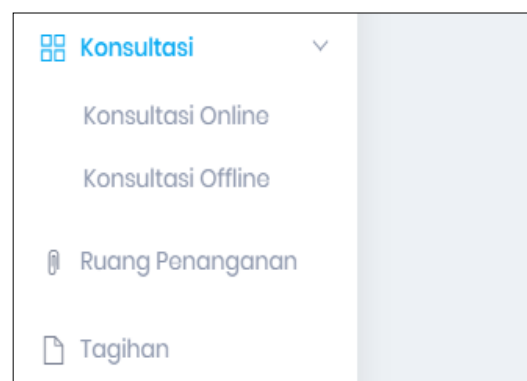 Konsultasi
Konsultasi Online
Konsultasi Offline
Ruang Penanganan
Tagihan